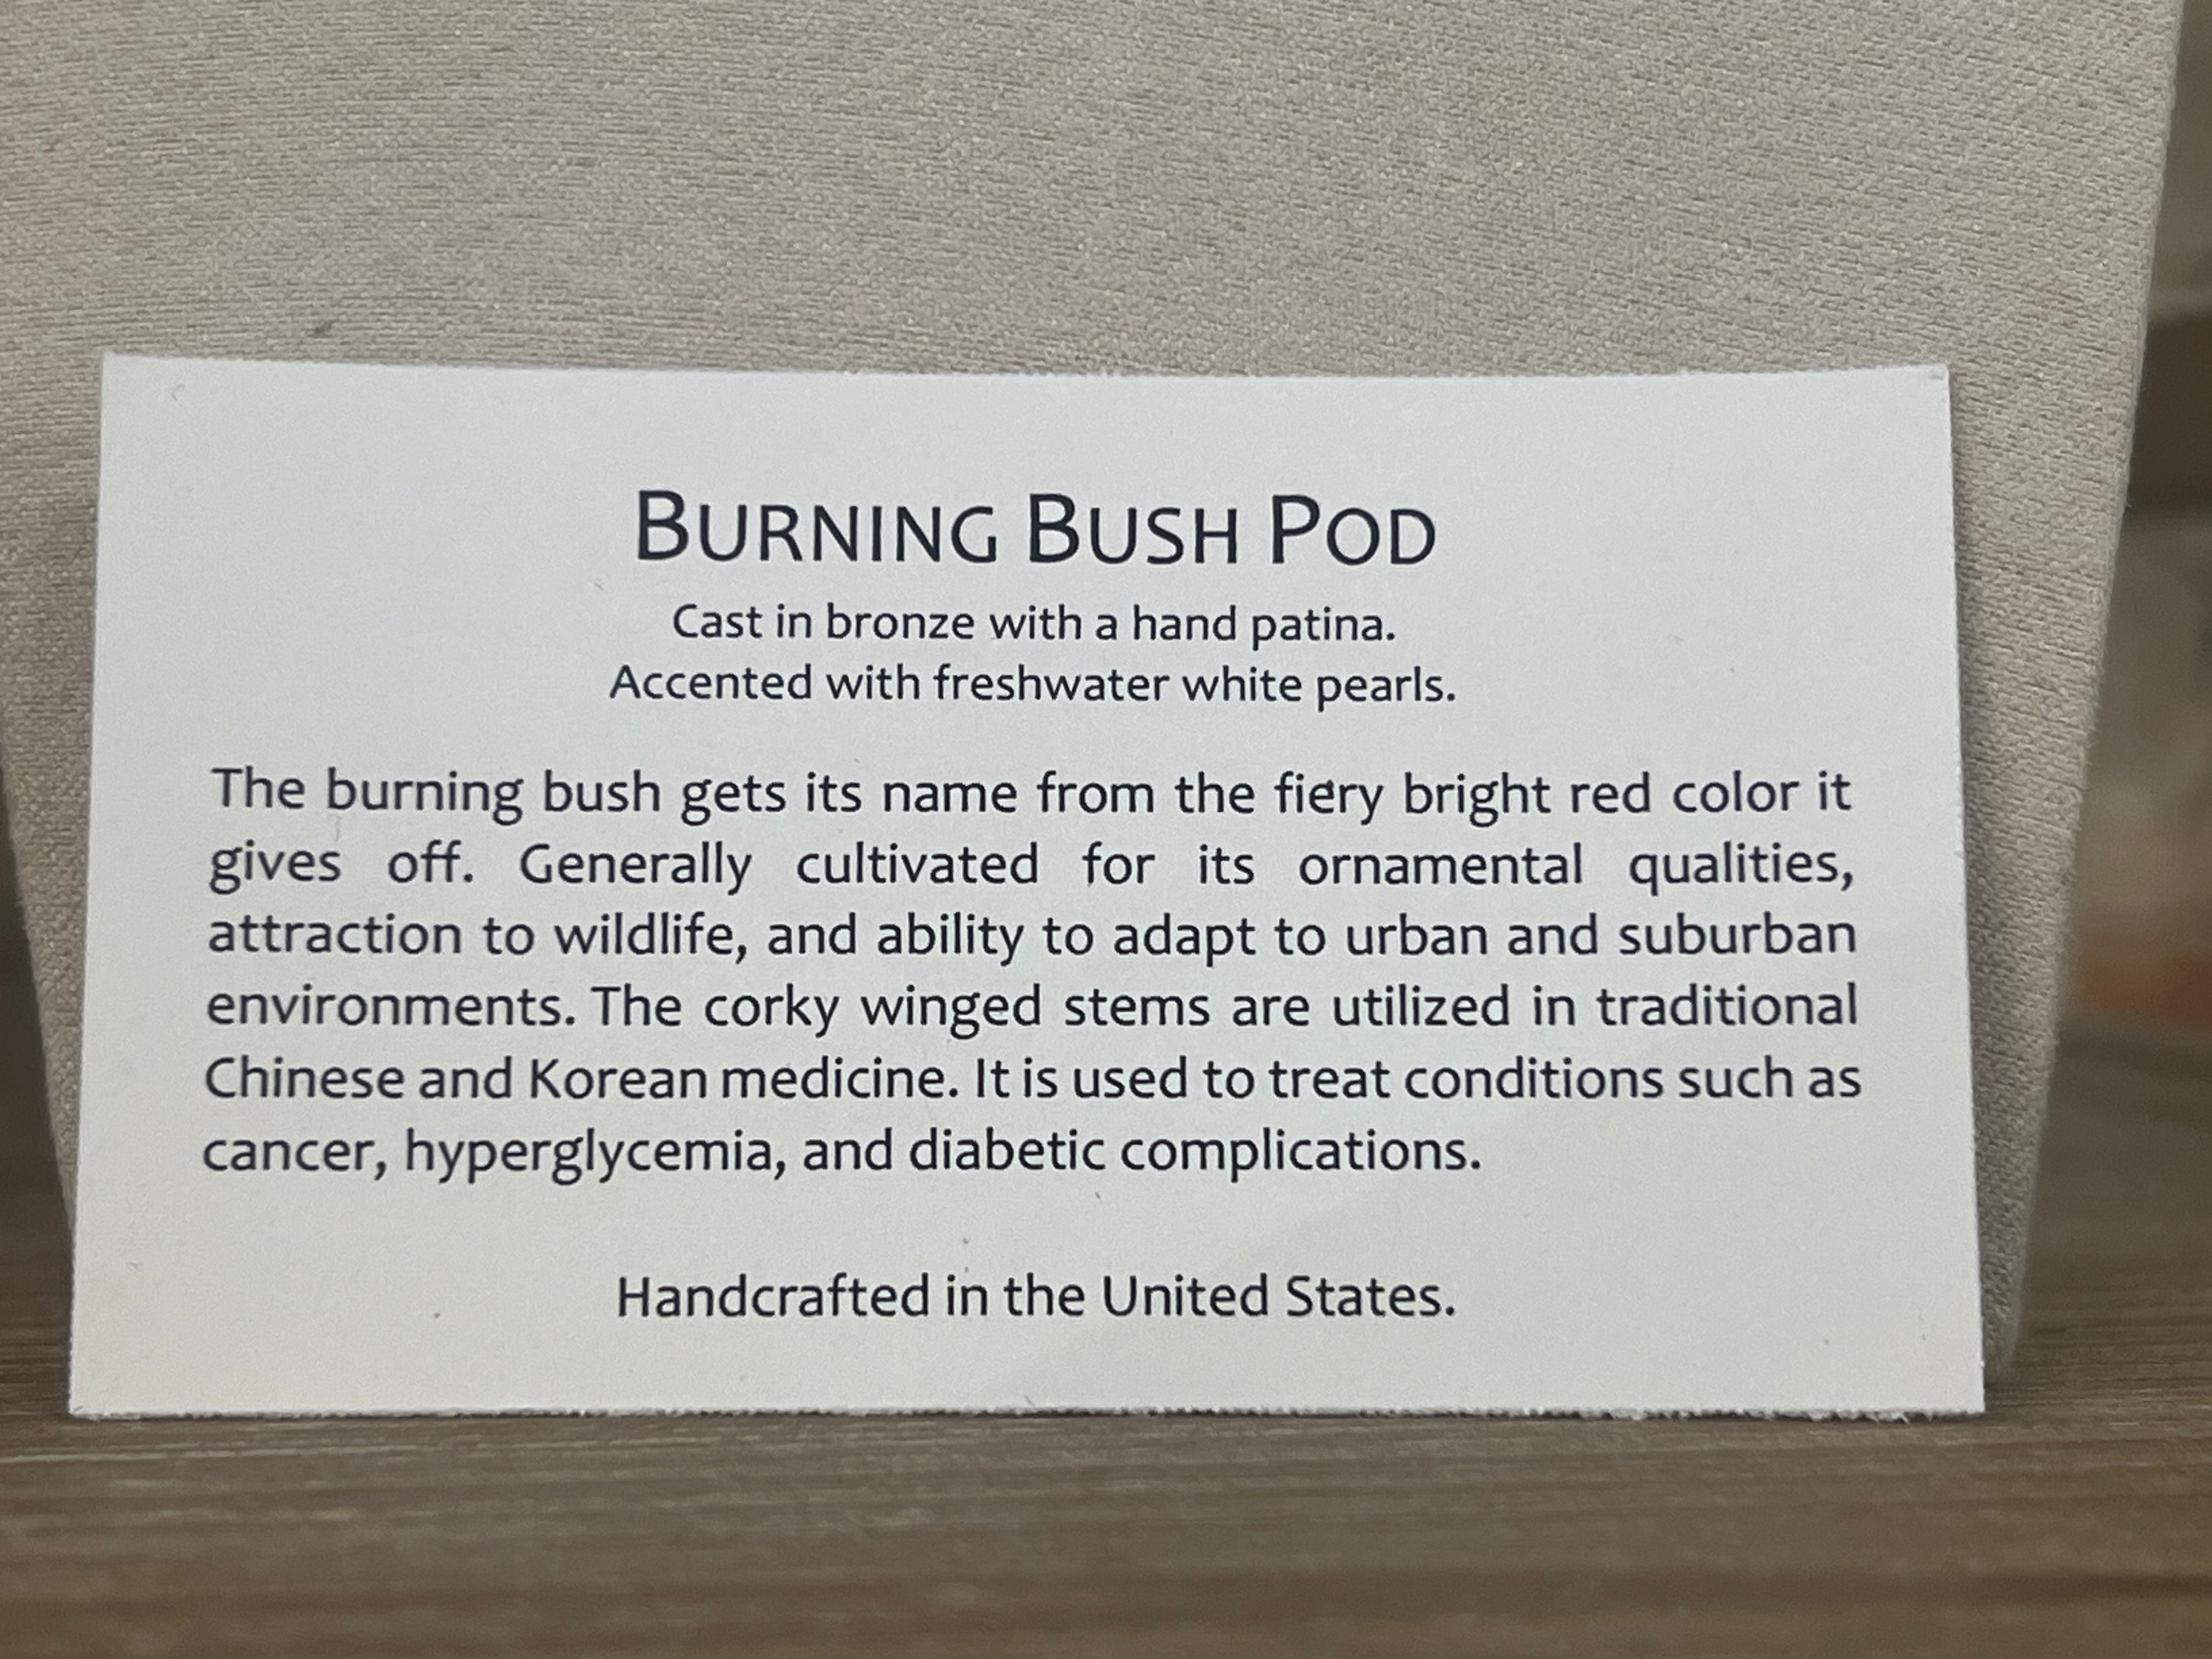 BURNING BUSH POD
Cast in bronze with a hand patina.
Accented with freshwater white pearls.
The burning bush gets its name from the fiery bright red color it
gives off. Generally cultivated for its ornamental qualities,
attraction to wildlife, and ability to adapt to urban and suburban
environments. The corky winged stems are utilized in traditional
Chinese and Korean medicine. It is used to treat conditions such as
cancer, hyperglycemia, and diabetic complications.
Handcrafted in the United States.